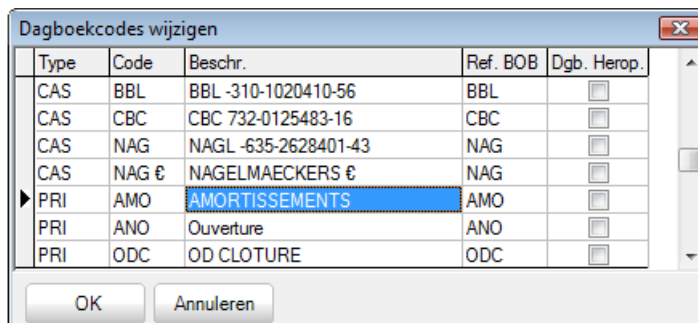 Dagboekcodes wijzigen
Type Code Beschr. Ref. BOB Dgb. Herop.
CAS BBL BBL -310-1020410-56 BBL
CAS CBC CBC 732-0125483-16 CBC
CAS NAG NAGL -635-2628401-43 NAG
CAS NAG € NAGELMAECKERS € NAG
PRI AMO AMORTISSEMENTS AMO
PRI ANO Ouverture ANO
PRI ODC OD CLOTURE ODC
OK Annuleren